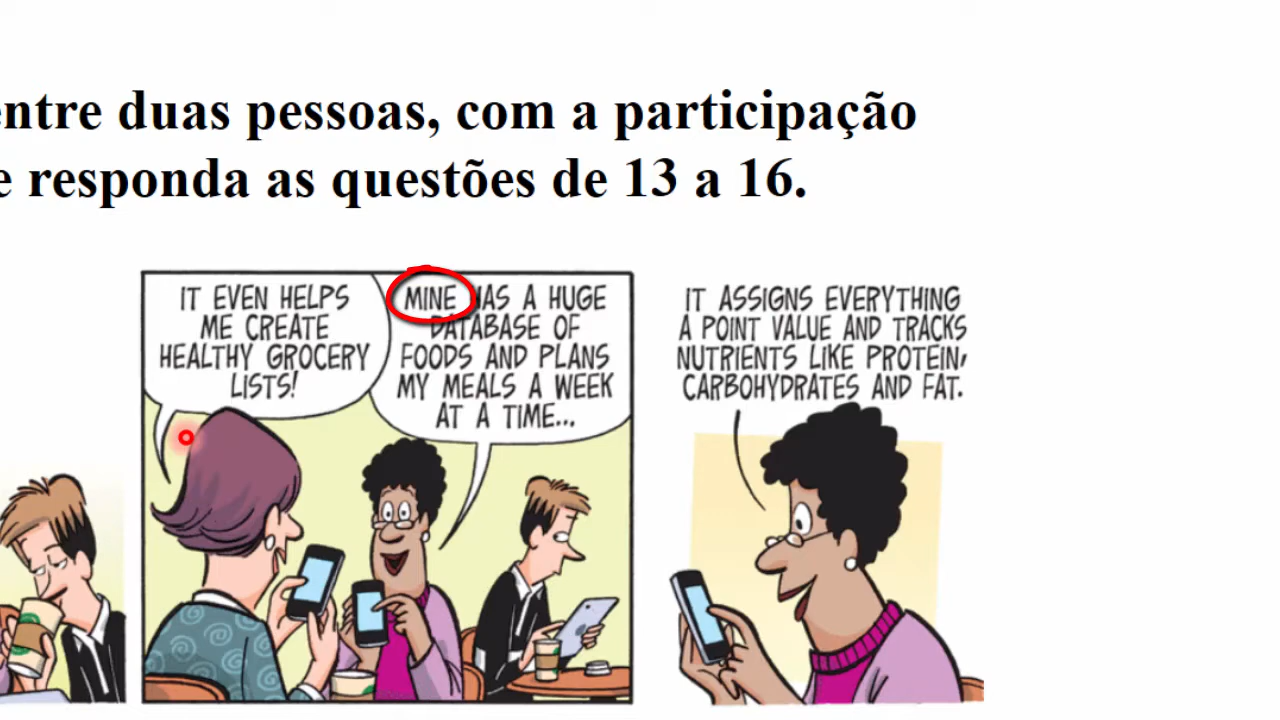 entre duas pessoas, com a participação
e responda as questões de 13 a 16.
IT EVEN HELPS
ME CREATE
HEALTHY GROCERY
LISTS!
MINE HAS A HUGE
DATABASE OF
FOODS AND PLANS
MY MEALS A WEEK
AT A TIME...
IT ASSIGNS EVERYTHING
A POINT VALUE AND TRACKS
NUTRIENTS LIKE PROTEIN,
CARBOHYDRATES AND FAT.